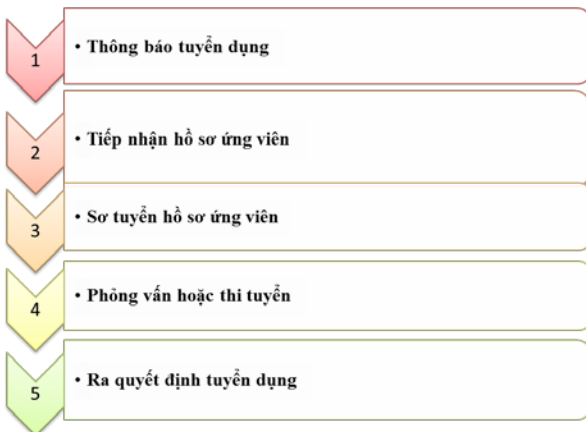 1
• Thông báo tuyển dụng
2
• Tiếp nhận hồ sơ ứng viên
3
• Sơ tuyển hồ sơ ứng viên
4
• Phỏng vấn hoặc thi tuyển
5
• Ra quyết định tuyển dụng